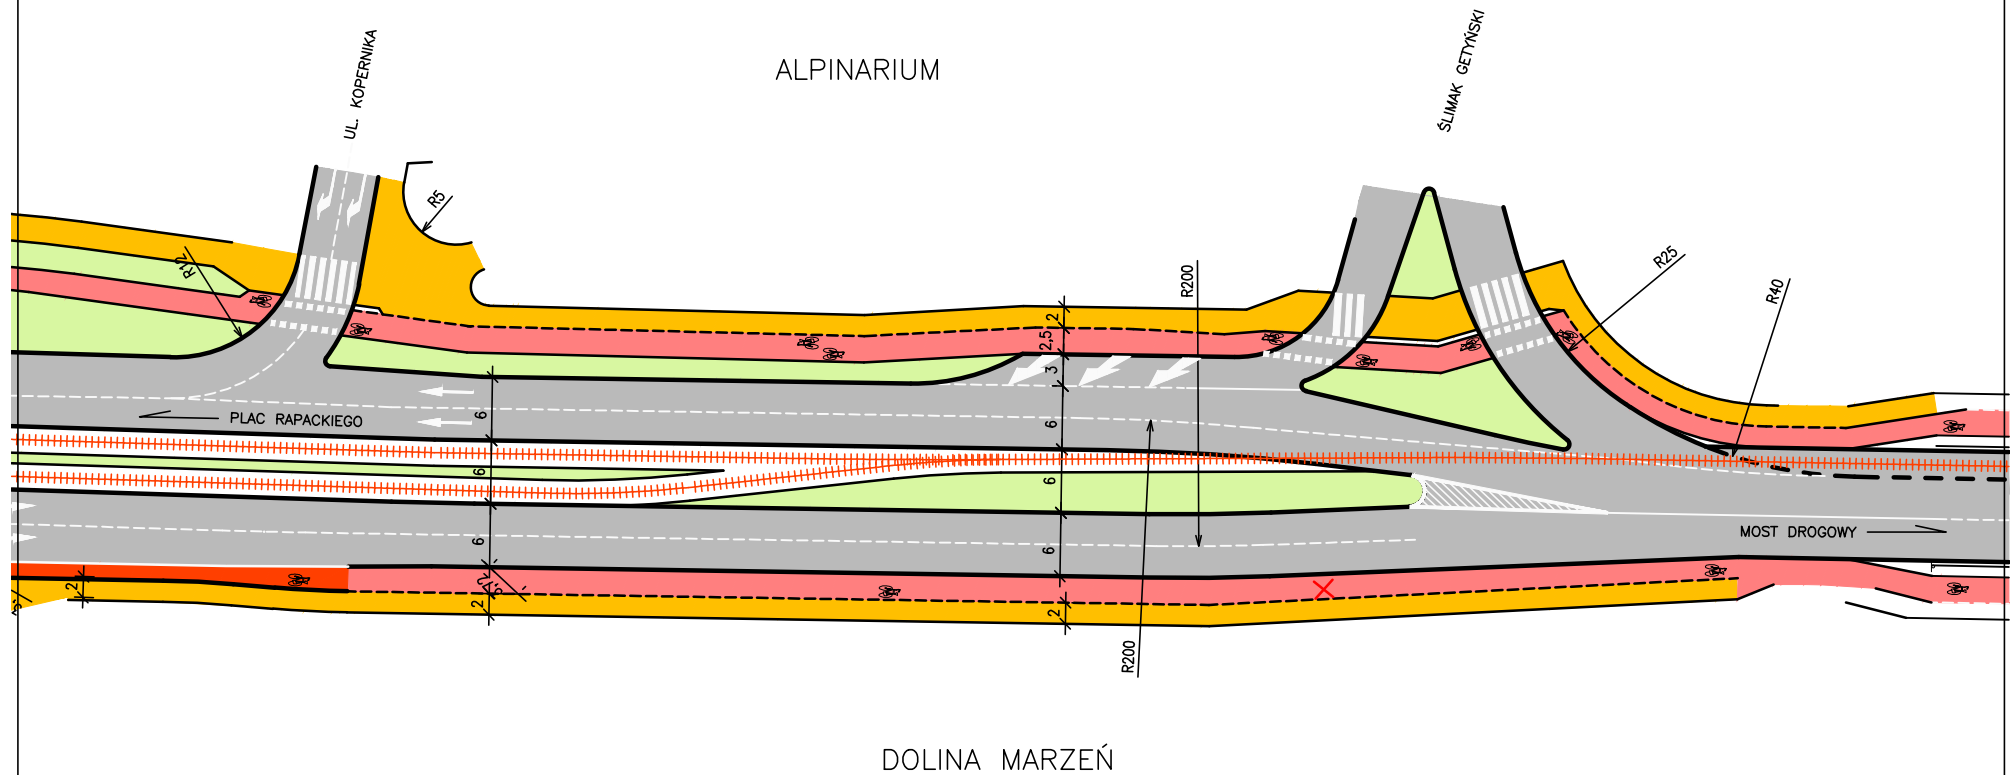 UL. KOPERNIKA
ALPINARIUM
ŚLIMAK GETYŃSKI
R5
R12
R200
R25
R40
2
2,5
3
6
6
6
6
PLAC RAPACKIEGO
6
6
6
MOST DROGOWY
2
2
2
R200
DOLINA MARZEŃ